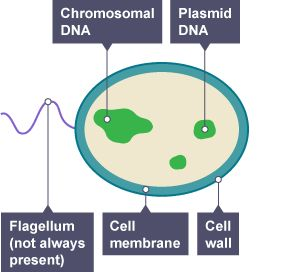 Chromosomal
DNA
Plasmid
DNA
Flagellum
(not always
present)
Cell
membrane
Cell
wall